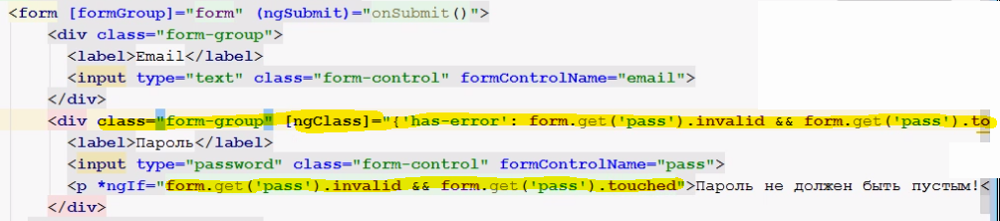 <form [formGroup]="form" (ngSubmit)="onSubmit()">
<div class="form-group">
<label>Email</label>
<input type="text" class="form-control" formControlName="email">
</div>
<div class="form-group" [ngClass]="{'has-error': form.get('pass').invalid && form.get('pass').to
<label>Пароль</label>
<input type="password" class="form-control" formControlName="pass">
<p *ngIf="form.get('pass').invalid && form.get('pass').touched">Пароль не должен быть пустым!<
</div>